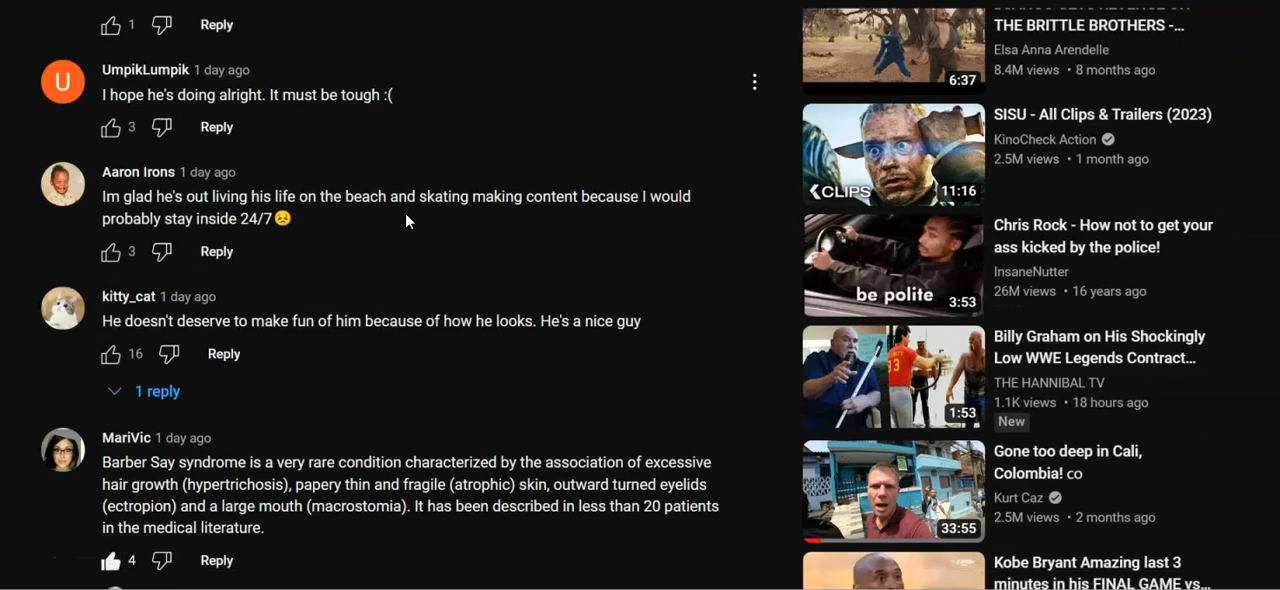 1
Reply
UmpikLumpik 1 day ago
I hope he's doing alright. It must be tough :(
3
Reply
Aaron Irons 1 day ago
Im glad he's out living his life on the beach and skating making content because I would
probably stay inside 24/7😣
3
Reply
kitty_cat 1 day ago
He doesn't deserve to make fun of him because of how he looks. He's a nice guy
16
Reply
1 reply
MariVic 1 day ago
Barber Say syndrome is a very rare condition characterized by the association of excessive
hair growth (hypertrichosis), papery thin and fragile (atrophic) skin, outward turned eyelids
(ectropion) and a large mouth (macrostomia). It has been described in less than 20 patients
in the medical literature.
4
Reply
6:37
THE BRITTLE BROTHERS -...
Elsa Anna Arendelle
8.4M views • 8 months ago
CLIPS
11:16
SISU - All Clips & Trailers (2023)
KinoCheck Action
2.5M views • 1 month ago
be polite
3:53
Chris Rock - How not to get your
ass kicked by the police!
InsaneNutter
26M views • 16 years ago
1:53
Billy Graham on His Shockingly
Low WWE Legends Contract...
THE HANNIBAL TV
1.1K views • 18 hours ago
New
33:55
Gone too deep in Cali,
Colombia! co
Kurt Caz
2.5M views • 2 months ago
Kobe Bryant Amazing last 3
minutes in his FINAL GAME vs...